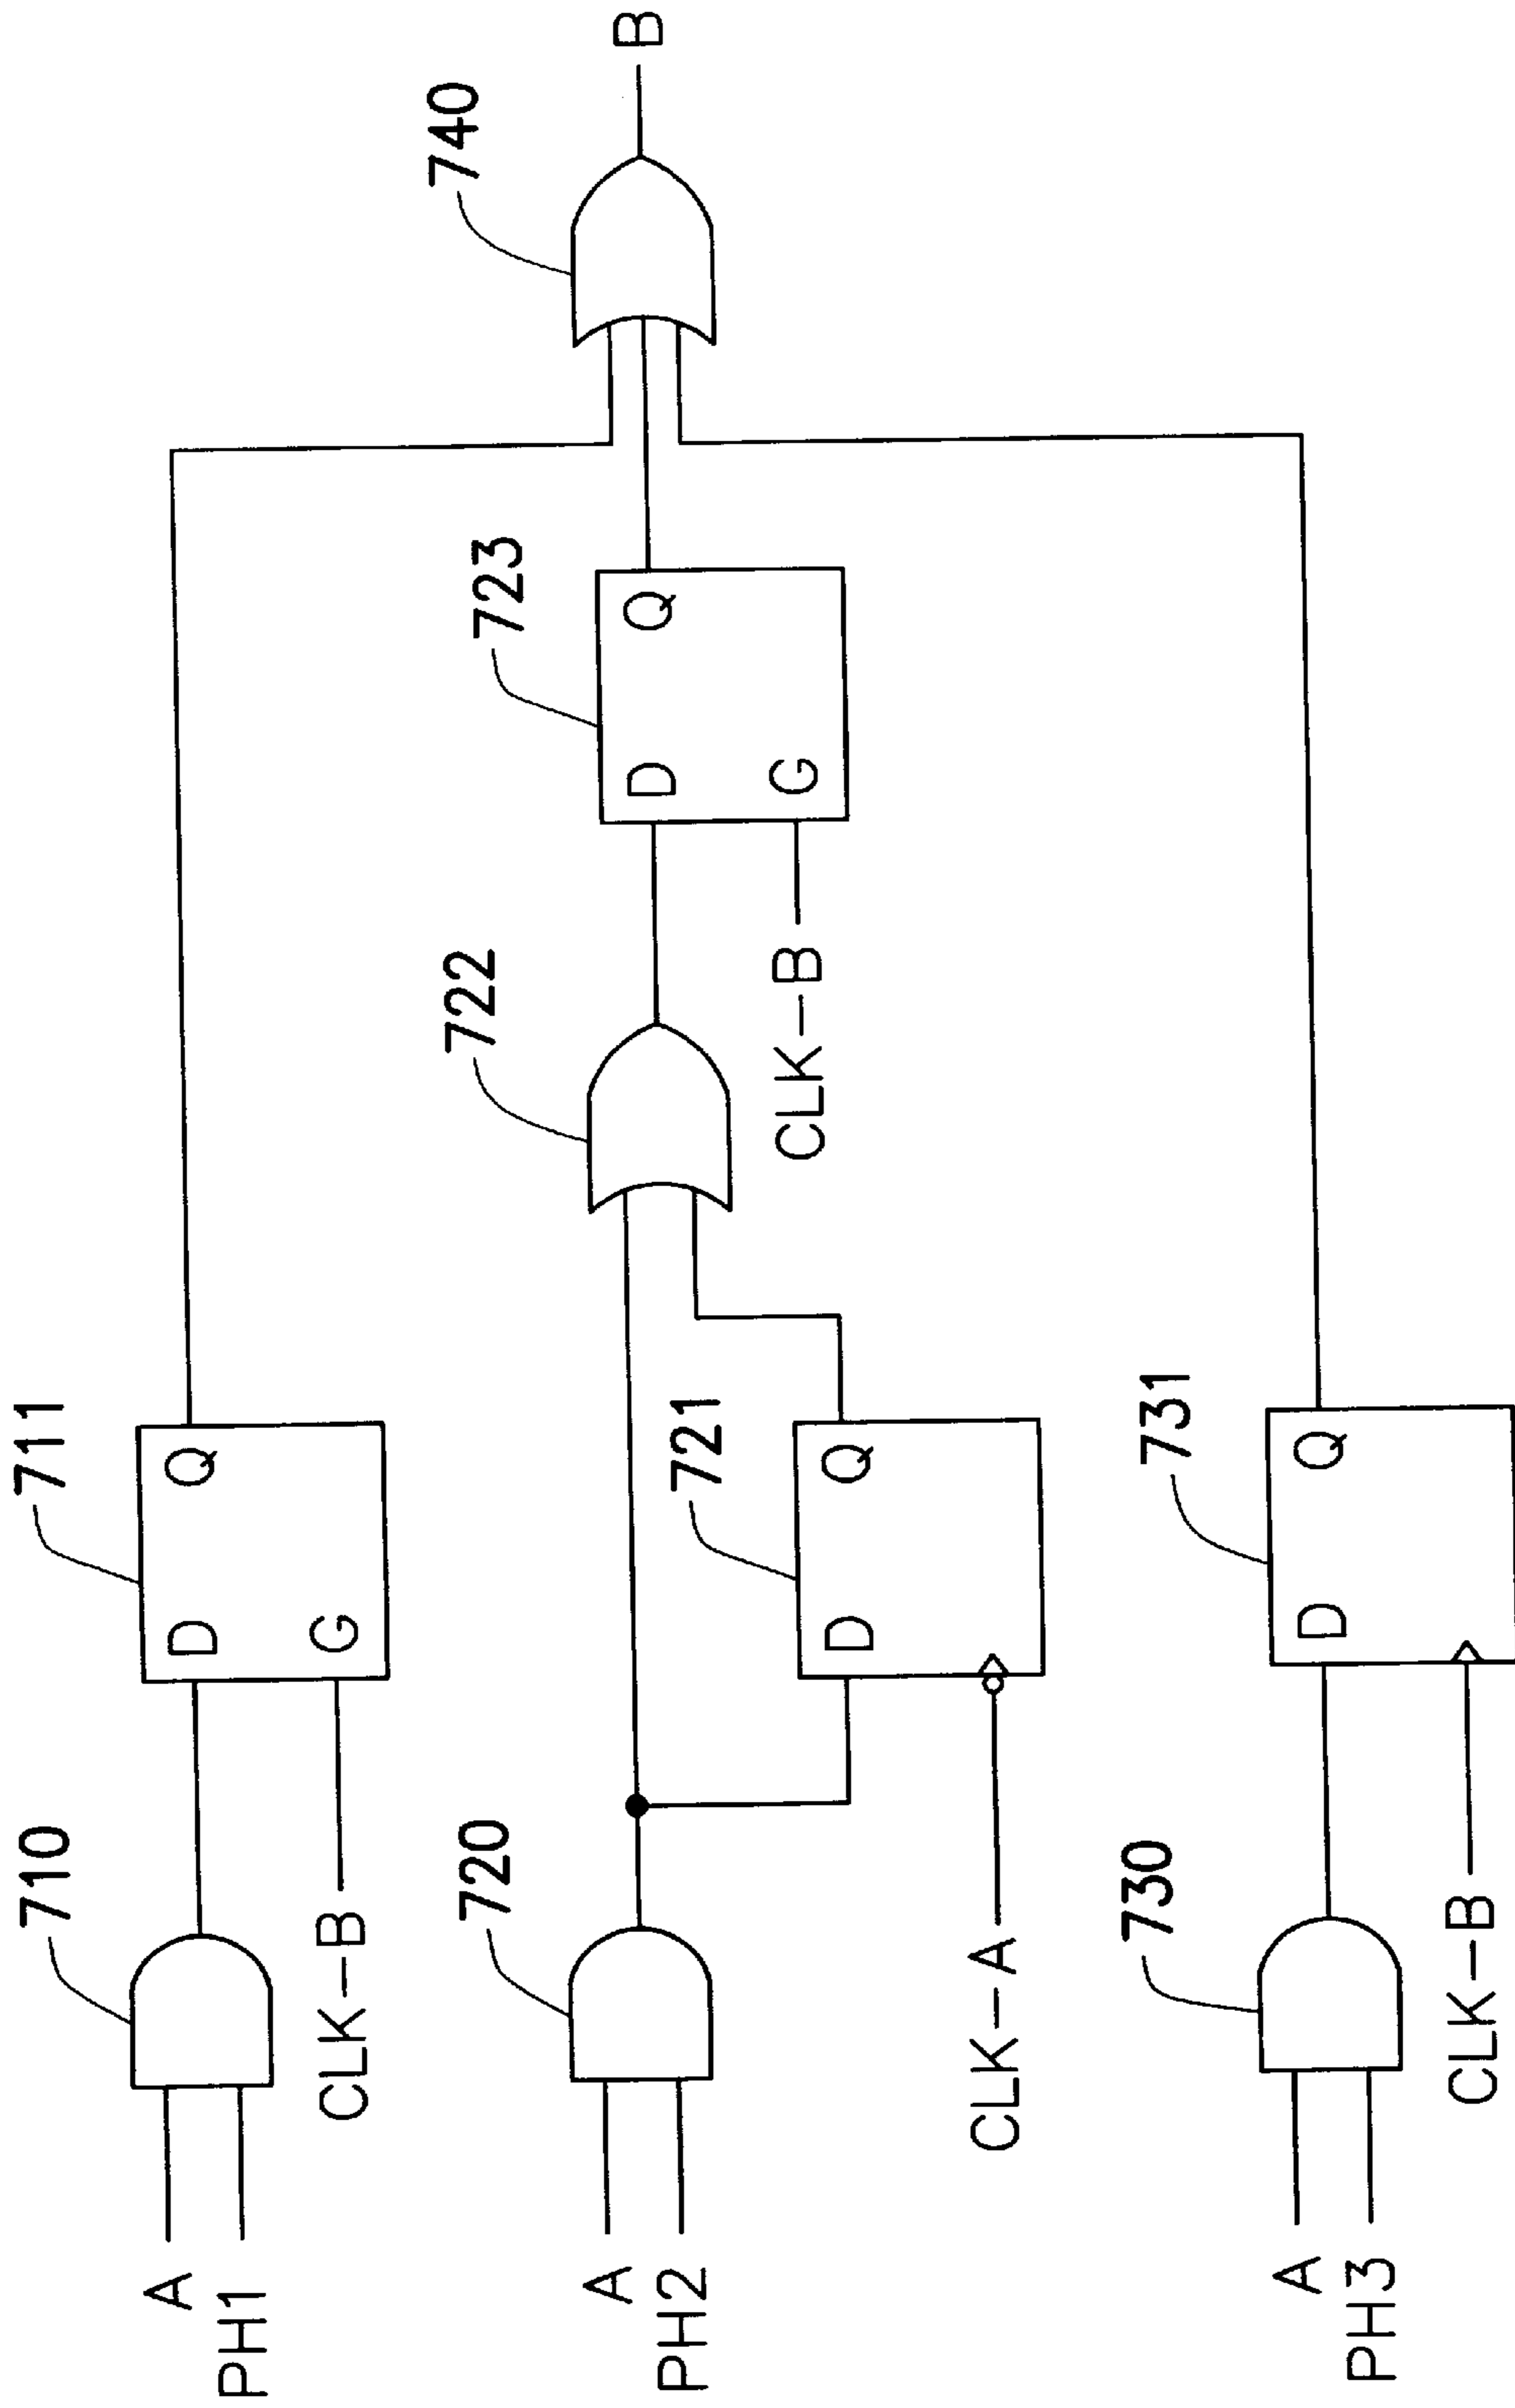 710
711
A
PH1
D
Q
G
CLK-B
740
B
720
722
723
A
PH2
D
Q
G
CLK-B
721
D
Q
CLK-A
730
731
A
PH3
D
Q
CLK-B